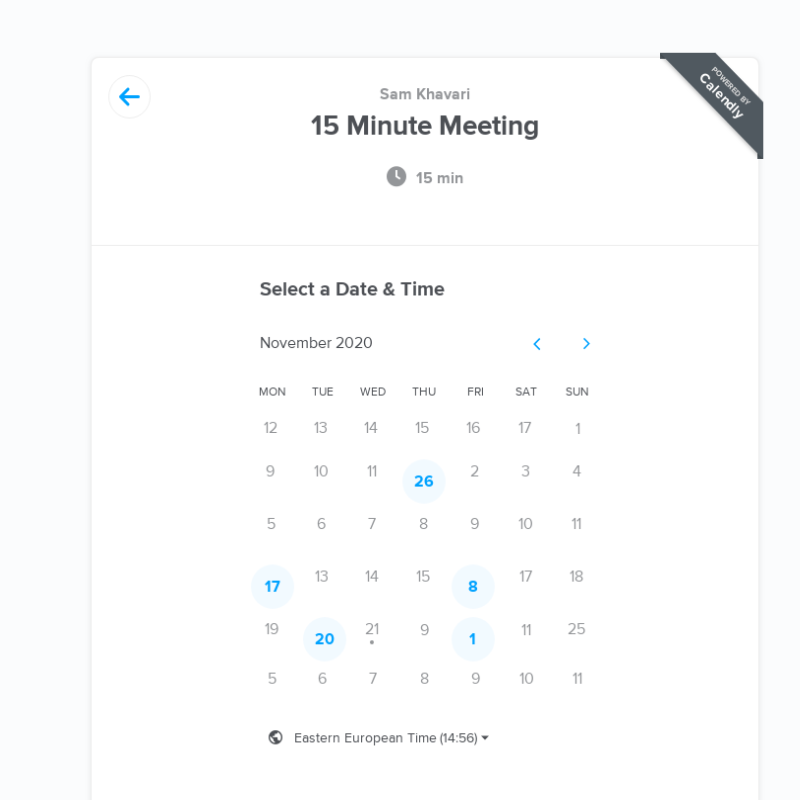 POWERED BY
Calendly
Sam Khavari
15 Minute Meeting
15 min
Select a Date & Time
November 2020
MON TUE WED THU FRI SAT SUN
12 13 14 15 16 17 1
9 10 11 26 2 3 4
5 6 7 8 9 10 11
17 13 14 15 8 17 18
19 20 21 9 1 11 25
5 6 7 8 9 10 11
Eastern European Time (14:56)